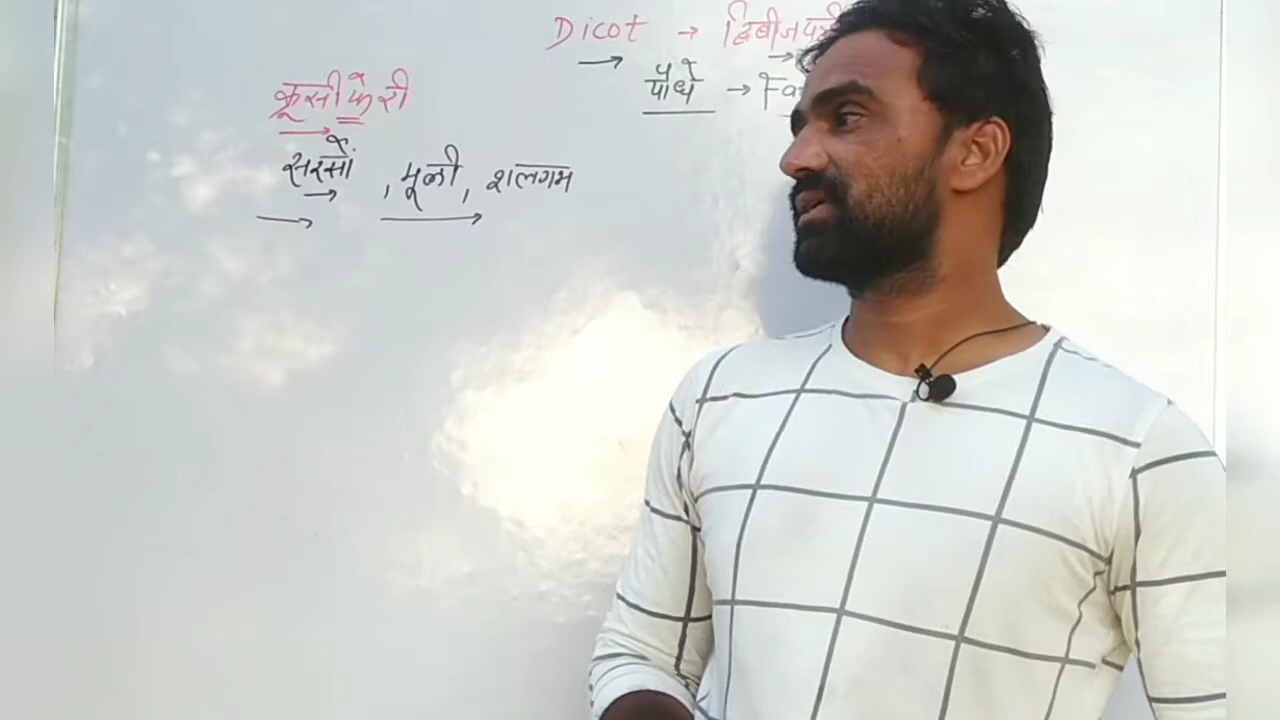 Dicot → द्विबीजपत्री
पौधे → Fa
क्रूसीफेरी
सरसों, मूली, शलगम